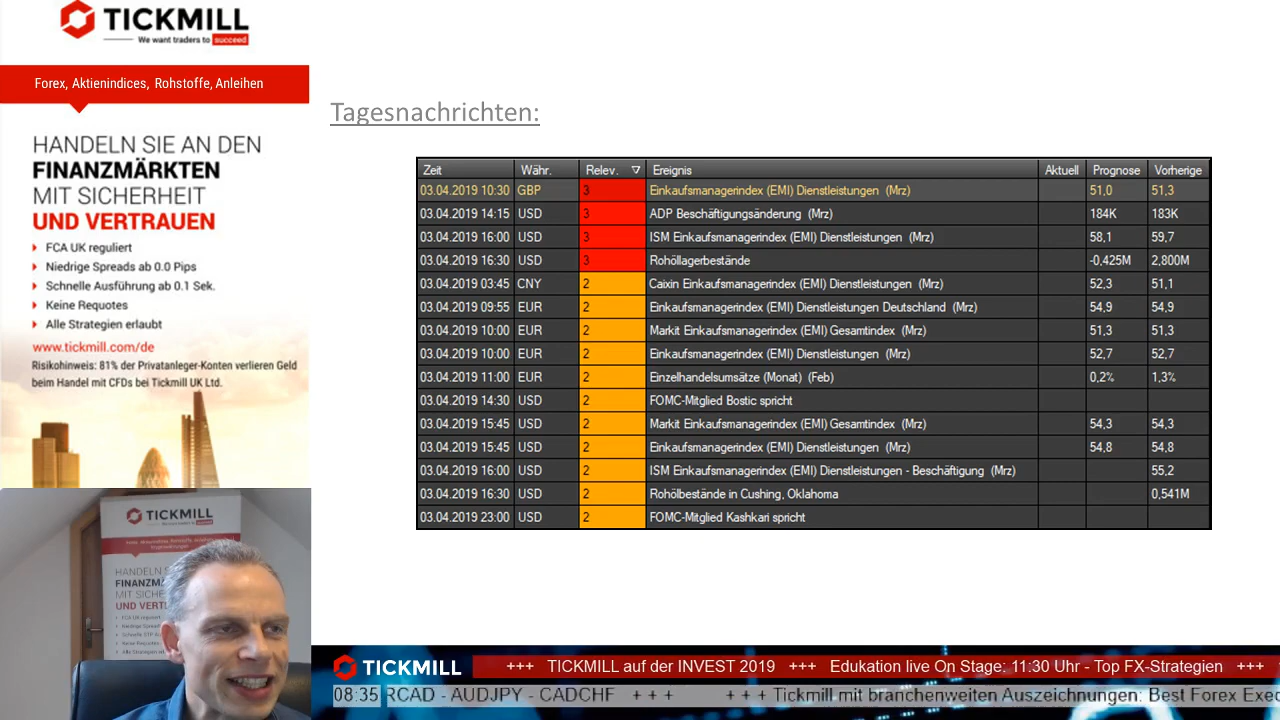 TICKMILL
We want traders to succeed
Forex, Aktienindices, Rohstoffe, Anleihen
HANDELN SIE AN DEN
FINANZMÄRKTEN
MIT SICHERHEIT
UND VERTRAUEN
FCA UK reguliert
Niedrige Spreads ab 0.0 Pips
Schnelle Ausführung ab 0.1 Sek.
Keine Requotes
Alle Strategien erlaubt
www.tickmill.com/de
Risikohinweis: 81% der Privatanleger-Konten verlieren Geld
beim Handel mit CFDs bei Tickmill UK Ltd.
Tagesnachrichten:
Zeit Währ. Relev. Ereignis Aktuell Prognose Vorherige
03.04.2019 10:30 GBP 3 Einkaufsmanagerindex (EMI) Dienstleistungen (Mrz) 51,0 51,3
03.04.2019 14:15 USD 3 ADP Beschäftigungsänderung (Mrz) 184K 183K
03.04.2019 16:00 USD 3 ISM Einkaufsmanagerindex (EMI) Dienstleistungen (Mrz) 58,1 59,7
03.04.2019 16:30 USD 3 Rohöllagerbestände -0,425M 2,800M
03.04.2019 03:45 CNY 2 Caixin Einkaufsmanagerindex (EMI) Dienstleistungen (Mrz) 52,3 51,1
03.04.2019 09:55 EUR 2 Einkaufsmanagerindex (EMI) Dienstleistungen Deutschland (Mrz) 54,9 54,9
03.04.2019 10:00 EUR 2 Markit Einkaufsmanagerindex (EMI) Gesamtindex (Mrz) 51,3 51,3
03.04.2019 10:00 EUR 2 Einkaufsmanagerindex (EMI) Dienstleistungen (Mrz) 52,7 52,7
03.04.2019 11:00 EUR 2 Einzelhandelsumsätze (Monat) (Feb) 0,2% 1,3%
03.04.2019 14:30 USD 2 FOMC-Mitglied Bostic spricht
03.04.2019 15:45 USD 2 Markit Einkaufsmanagerindex (EMI) Gesamtindex (Mrz) 54,3 54,3
03.04.2019 15:45 USD 2 Einkaufsmanagerindex (EMI) Dienstleistungen (Mrz) 54,8 54,8
03.04.2019 16:00 USD 2 ISM Einkaufsmanagerindex (EMI) Dienstleistungen - Beschäftigung (Mrz) 55,2
03.04.2019 16:30 USD 2 Rohölbestände in Cushing, Oklahoma 0,541M
03.04.2019 23:00 USD 2 FOMC-Mitglied Kashkari spricht
TICKMILL
HANDELN S
FINANZMÄ
MIT SICHER
UND VERT
FCA UK reguliert
Niedrige Spread
Keine Requotes
TICKMILL +++ TICKMILL auf der INVEST 2019 +++ Edukation live On Stage: 11:30 Uhr - Top FX-Strategien +++
08:35 RCAD - AUDJPY - CADCHF +++ +++ Tickmill mit branchenweiten Auszeichnungen: Best Forex Exec